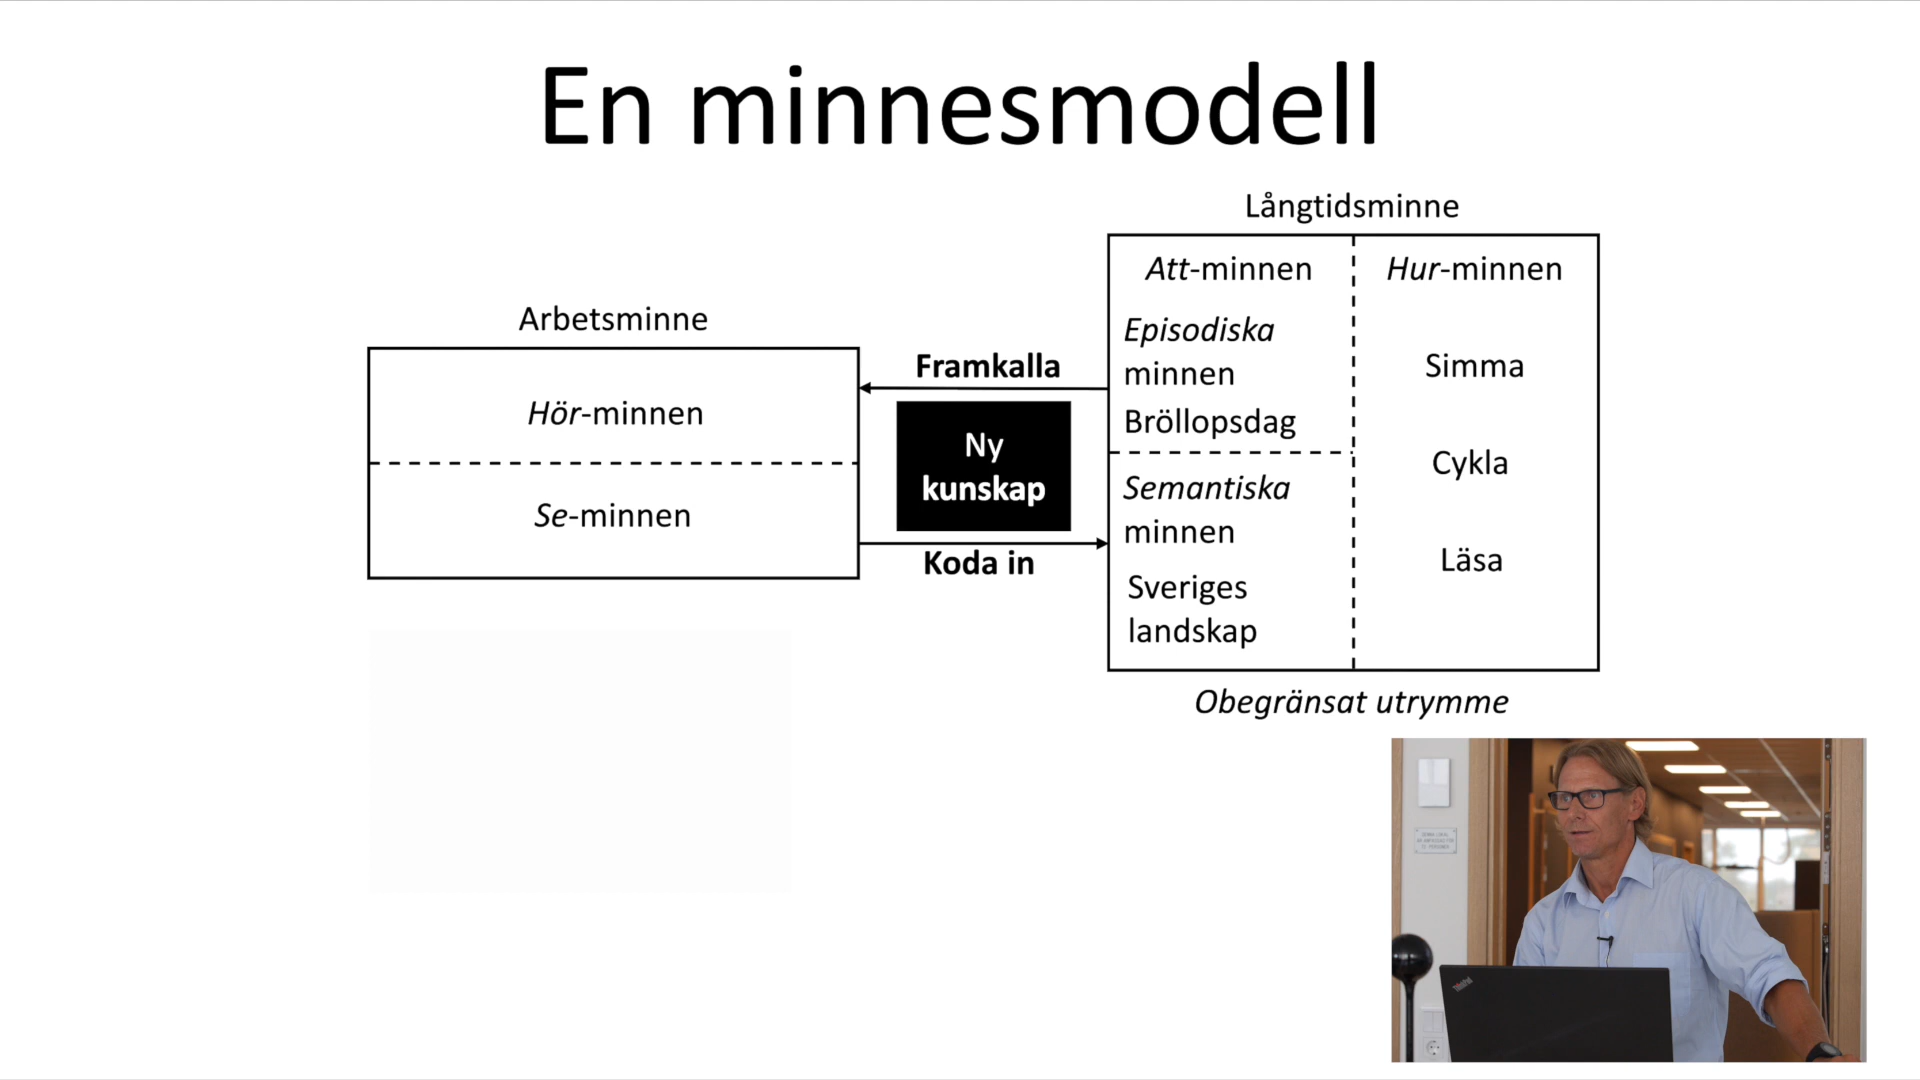 En minnesmodell
Långtidsminne
Att-minnen
Hur-minnen
Episodiska
minnen
Bröllopsdag
Semantiska
minnen
Sveriges
landskap
Simma
Cykla
Läsa
Obegränsat utrymme
Arbetsminne
Hör-minnen
Se-minnen
Framkalla
Ny
kunskap
Koda in
ThinkPad